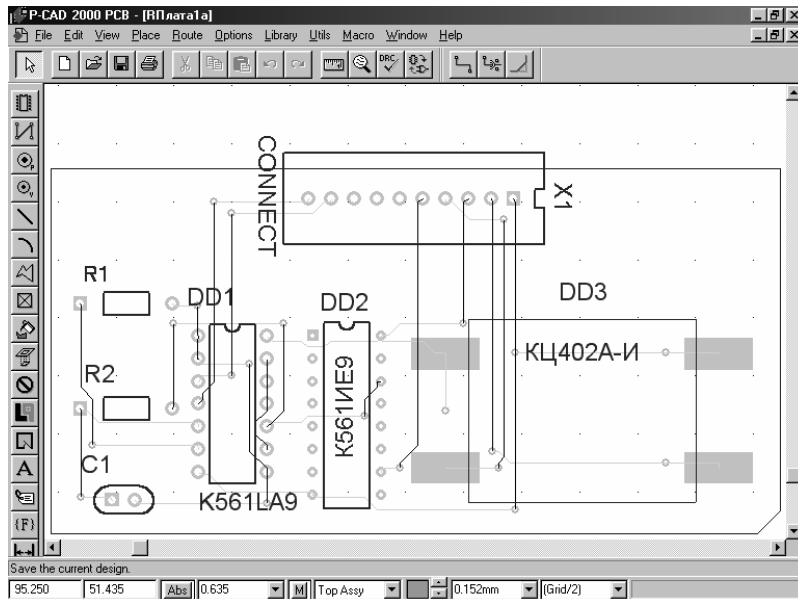 P-CAD 2000 PCB - [RПлата1a]
File Edit View Place Route Options Library Utils Macro Window Help
DRC
CONNECT
X1
R1
DD1
DD2
DD3
КЦ402А-И
R2
К561ИЕ9
C1
K561LA9
A
{F}
Save the current design.
95.250 51.435 Abs 0.635 M Top Assy 0.152mm (Grid/2)